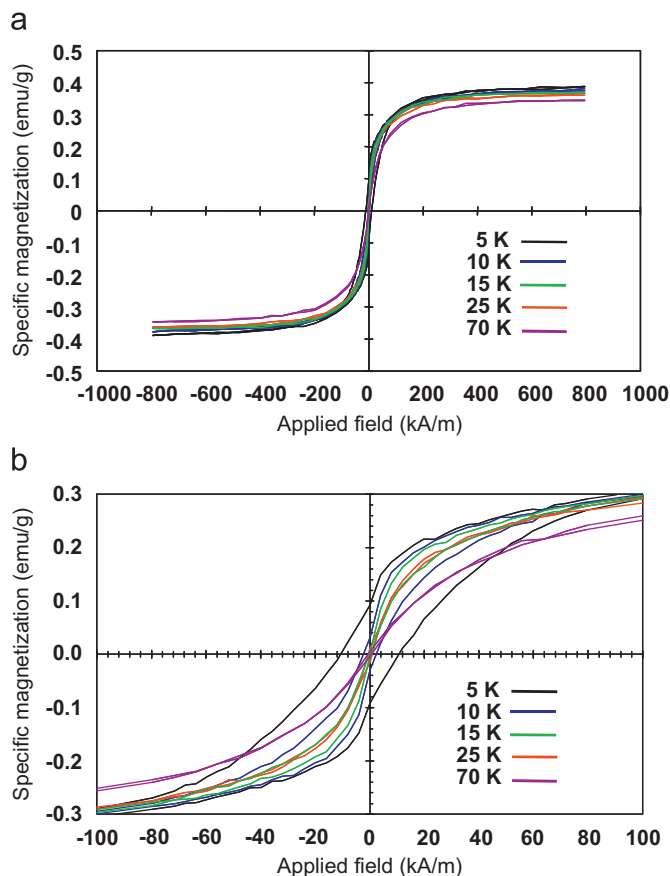 a
Specific magnetization (emu/g)
0.5
0.4
0.3
0.2
0.1
0
-0.1
-0.2
-0.3
-0.4
-0.5
5 K
10 K
15 K
25 K
70 K
-1000 -800 -600 -400 -200 0 200 400 600 800 1000
Applied field (kA/m)
b
Specific magnetization (emu/g)
0.3
0.2
0.1
0.0
-0.1
-0.2
-0.3
5 K
10 K
15 K
25 K
70 K
-100 -80 -60 -40 -20 0 20 40 60 80 100
Applied field (kA/m)